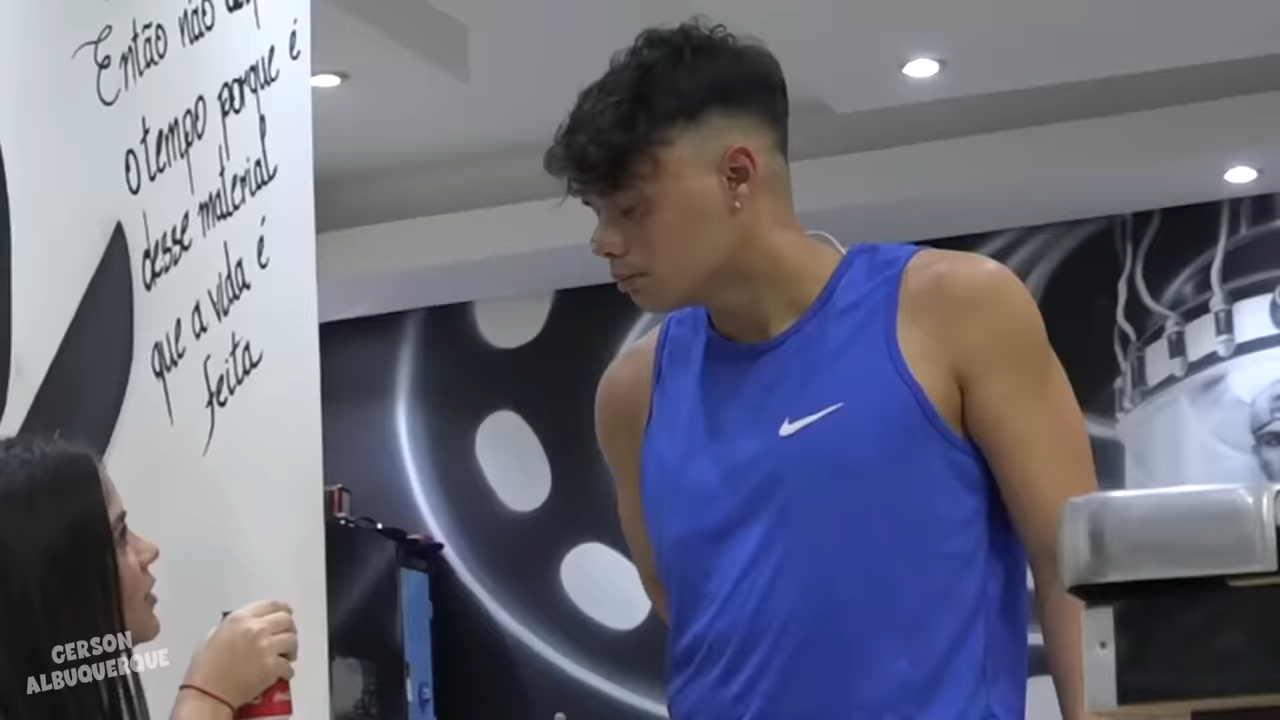 Então não
o tempo porque é
desse material
que a vida é
feita
GERSON
ALBUQUERQUE